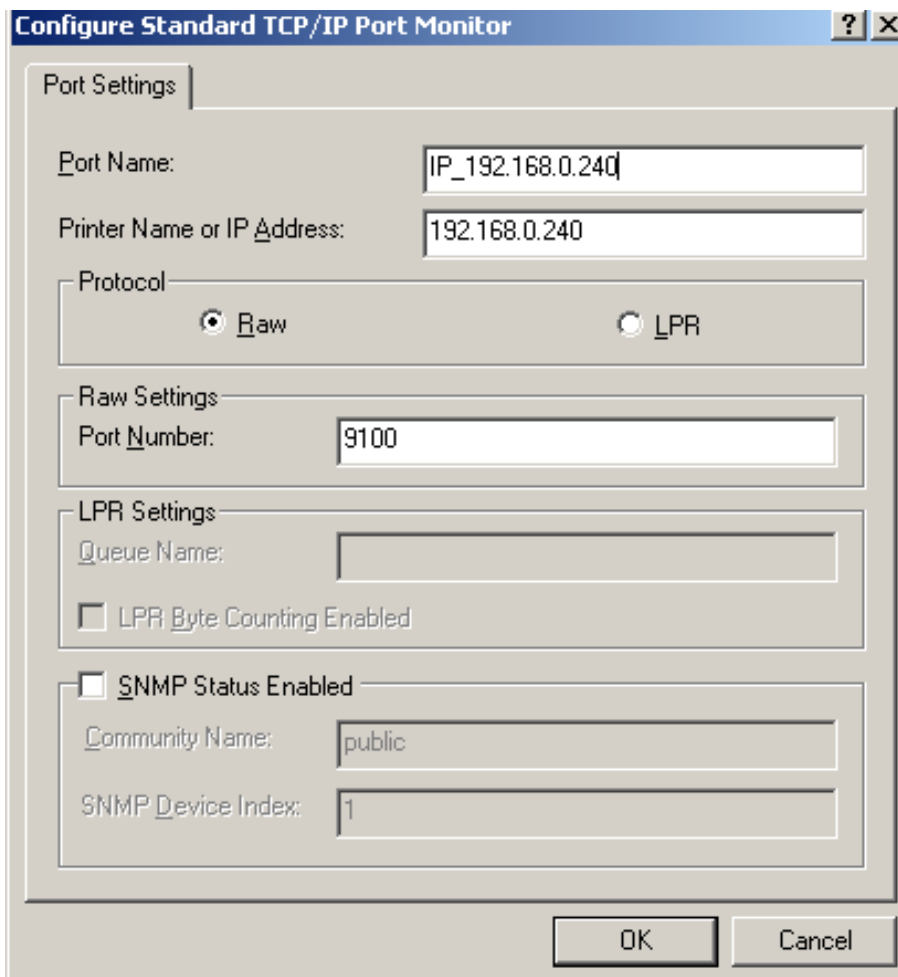 Configure Standard TCP/IP Port Monitor
Port Settings
Port Name: IP_192.168.0.240
Printer Name or IP Address: 192.168.0.240
Protocol
Raw LPR
Raw Settings
Port Number: 9100
LPR Settings
Queue Name:
LPR Byte Counting Enabled
SNMP Status Enabled
Community Name: public
SNMP Device Index: 1
OK Cancel